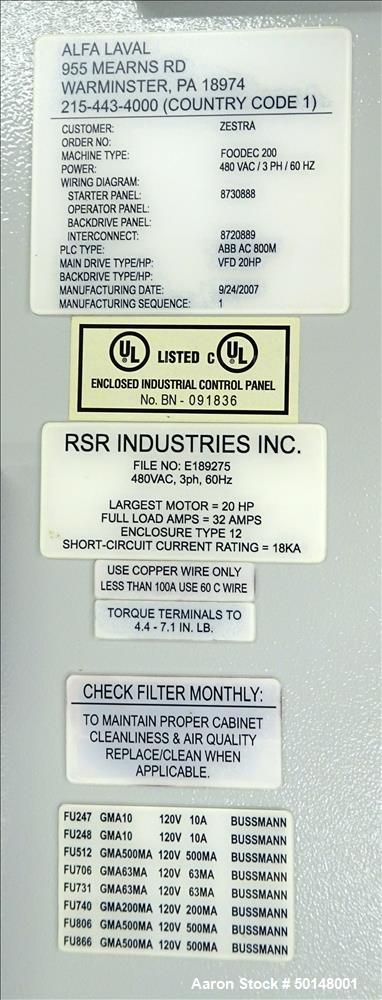 ALFA LAVAL
955 MEARNS RD
WARMINSTER, PA 18974
215-443-4000 (COUNTRY CODE 1)
CUSTOMER: ZESTRA
ORDER NO:
MACHINE TYPE: FOODEC 200
POWER: 480 VAC / 3 PH / 60 HZ
WIRING DIAGRAM:
STARTER PANEL: 8730888
OPERATOR PANEL:
BACKDRIVE PANEL:
INTERCONNECT: 8720889
PLC TYPE: ABB AC 800M
MAIN DRIVE TYPE/HP: VFD 20HP
BACKDRIVE TYPE/HP:
MANUFACTURING DATE: 9/24/2007
MANUFACTURING SEQUENCE: 1
UL LISTED C UL
ENCLOSED INDUSTRIAL CONTROL PANEL
No. BN - 091836
RSR INDUSTRIES INC.
FILE NO: E189275
480VAC, 3ph, 60Hz
LARGEST MOTOR = 20 HP
FULL LOAD AMPS = 32 AMPS
ENCLOSURE TYPE 12
SHORT-CIRCUIT CURRENT RATING = 18KA
USE COPPER WIRE ONLY
LESS THAN 100A USE 60 C WIRE
TORQUE TERMINALS TO
4.4 - 7.1 IN. LB.
CHECK FILTER MONTHLY:
TO MAINTAIN PROPER CABINET
CLEANLINESS & AIR QUALITY
REPLACE/CLEAN WHEN
APPLICABLE.
FU247 GMA10 120V 10A BUSSMANN
FU248 GMA10 120V 10A BUSSMANN
FU512 GMA500MA 120V 500MA BUSSMANN
FU706 GMA63MA 120V 63MA BUSSMANN
FU731 GMA63MA 120V 63MA BUSSMANN
FU740 GMA200MA 120V 200MA BUSSMANN
FU806 GMA500MA 120V 500MA BUSSMANN
FU866 GMA500MA 120V 500MA BUSSMANN
Aaron Stock # 50148001